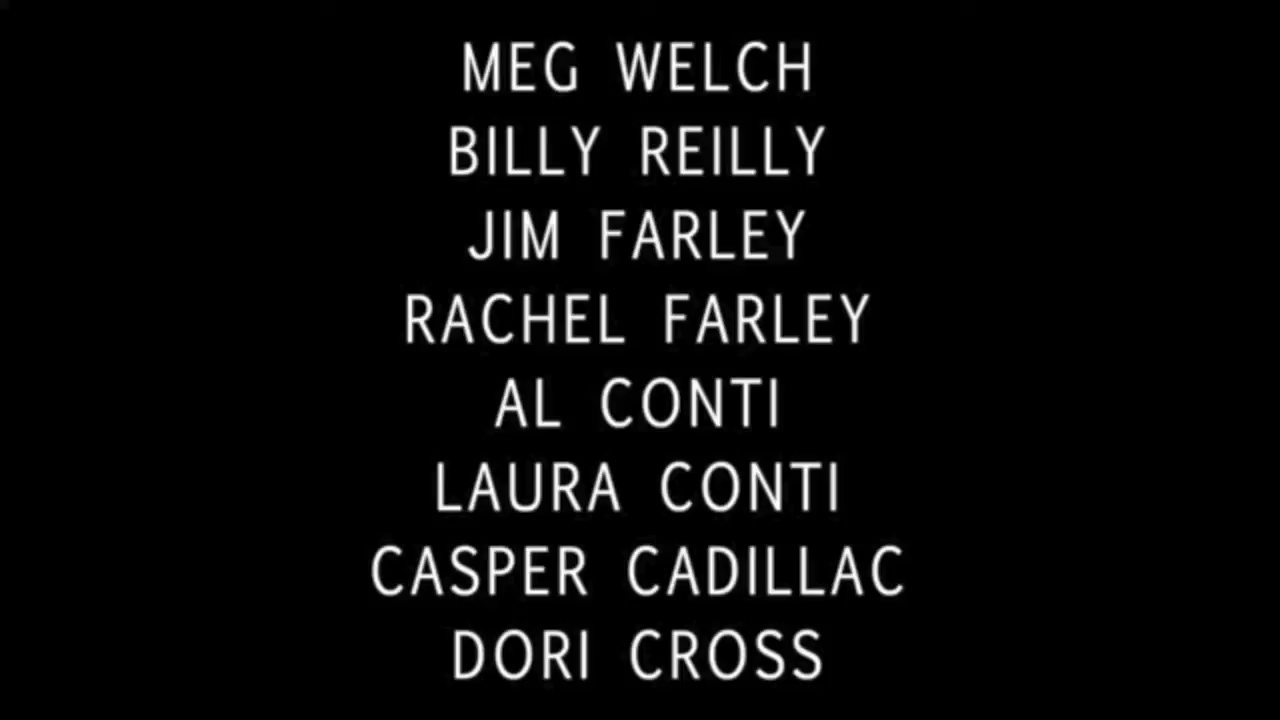 MEG WELCH
BILLY REILLY
JIM FARLEY
RACHEL FARLEY
AL CONTI
LAURA CONTI
CASPER CADILLAC
DORI CROSS